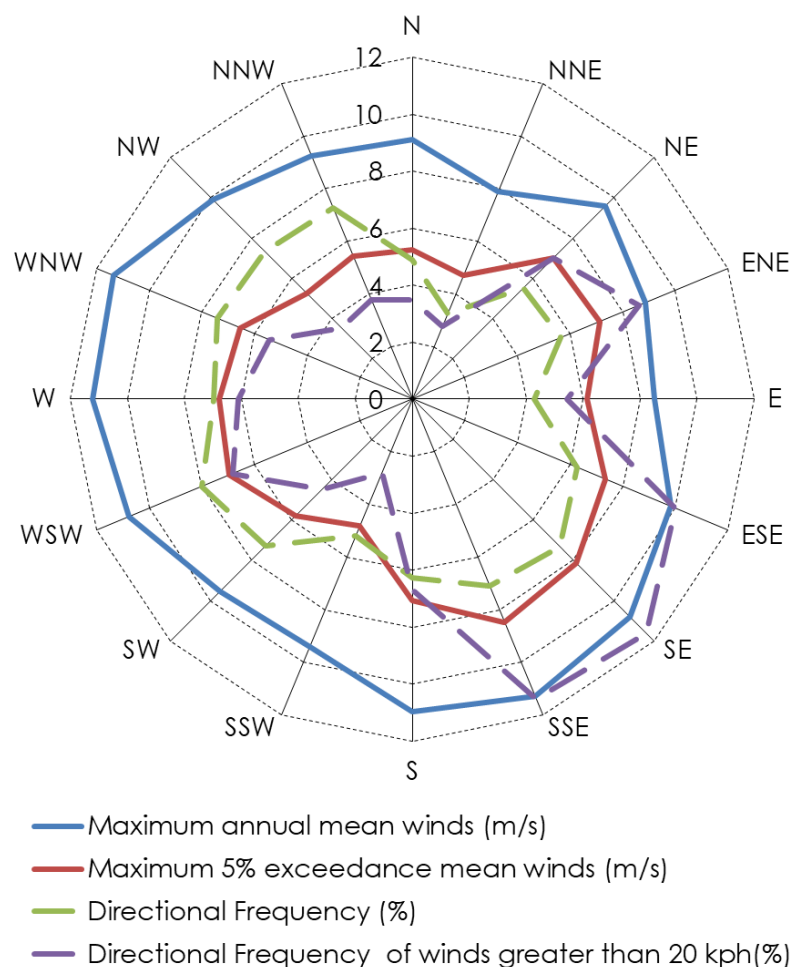 N
NNW
NNE
12
10
NW
NE
8
6
WNW
ENE
4
2
W
0
E
WSW
ESE
SW
SE
SSW
SSE
S
Maximum annual mean winds (m/s)
Maximum 5% exceedance mean winds (m/s)
Directional Frequency (%)
Directional Frequency  of winds greater than 20 kph(%)